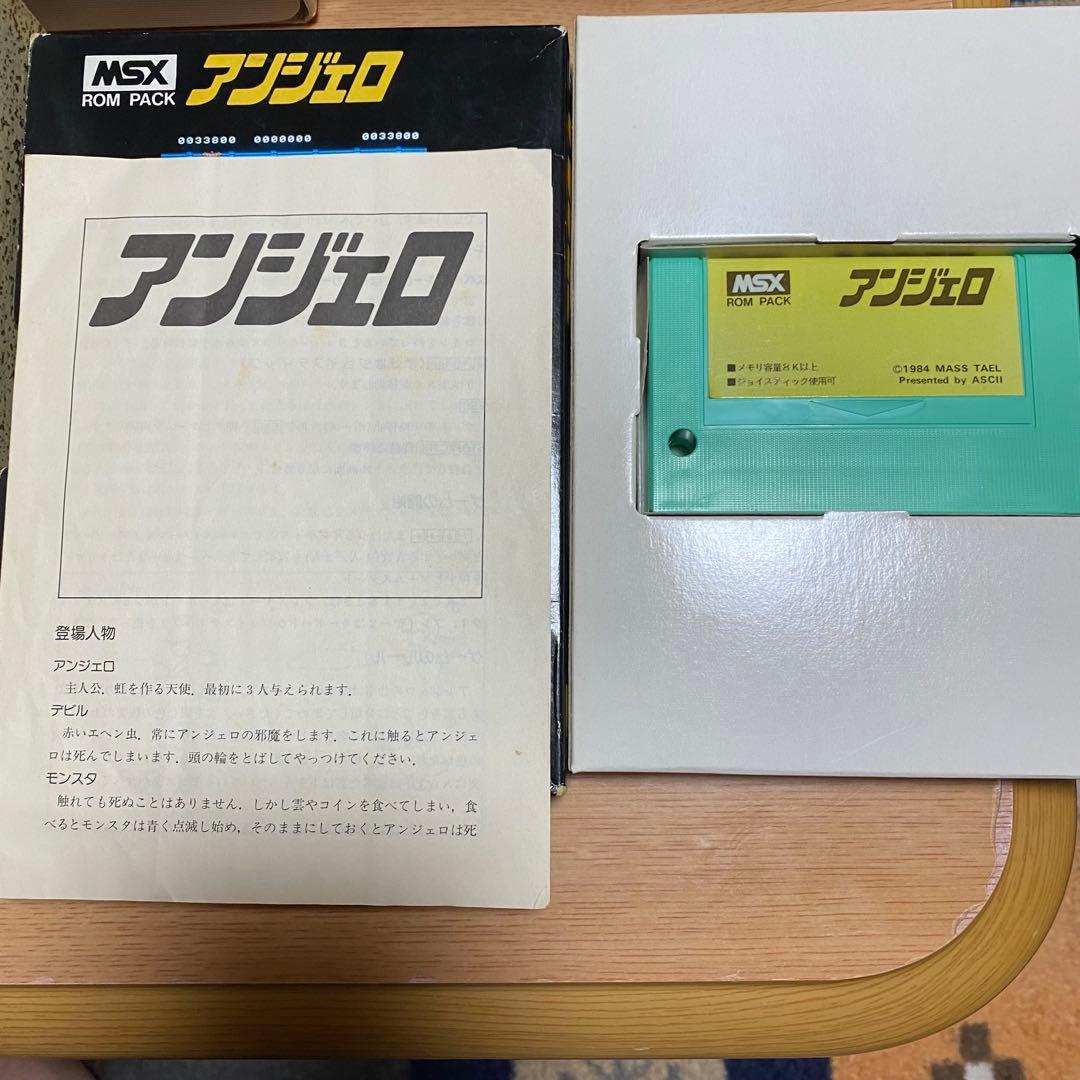 MSX
ROM PACK
アンジェロ
0033800 0000000 0033800
アンジェロ
登場人物
アンジェロ
主人公．虹を作る天使．最初に3人与えられます．
デビル
赤いエヘン虫．常にアンジェロの邪魔をします．これに触るとアンジェ
ロは死んでしまいます．頭の輪をとばしてやっつけてください．
モンスタ
触れても死ぬことはありません．しかし雲やコインを食べてしまい，食
べるとモンスタは青く点滅し始め，そのままにしておくとアンジェロは死
MSX
ROM PACK
アンジェロ
■メモリ容量8K以上
■ジョイスティック使用可
©1984 MASS TAEL
Presented by ASCII